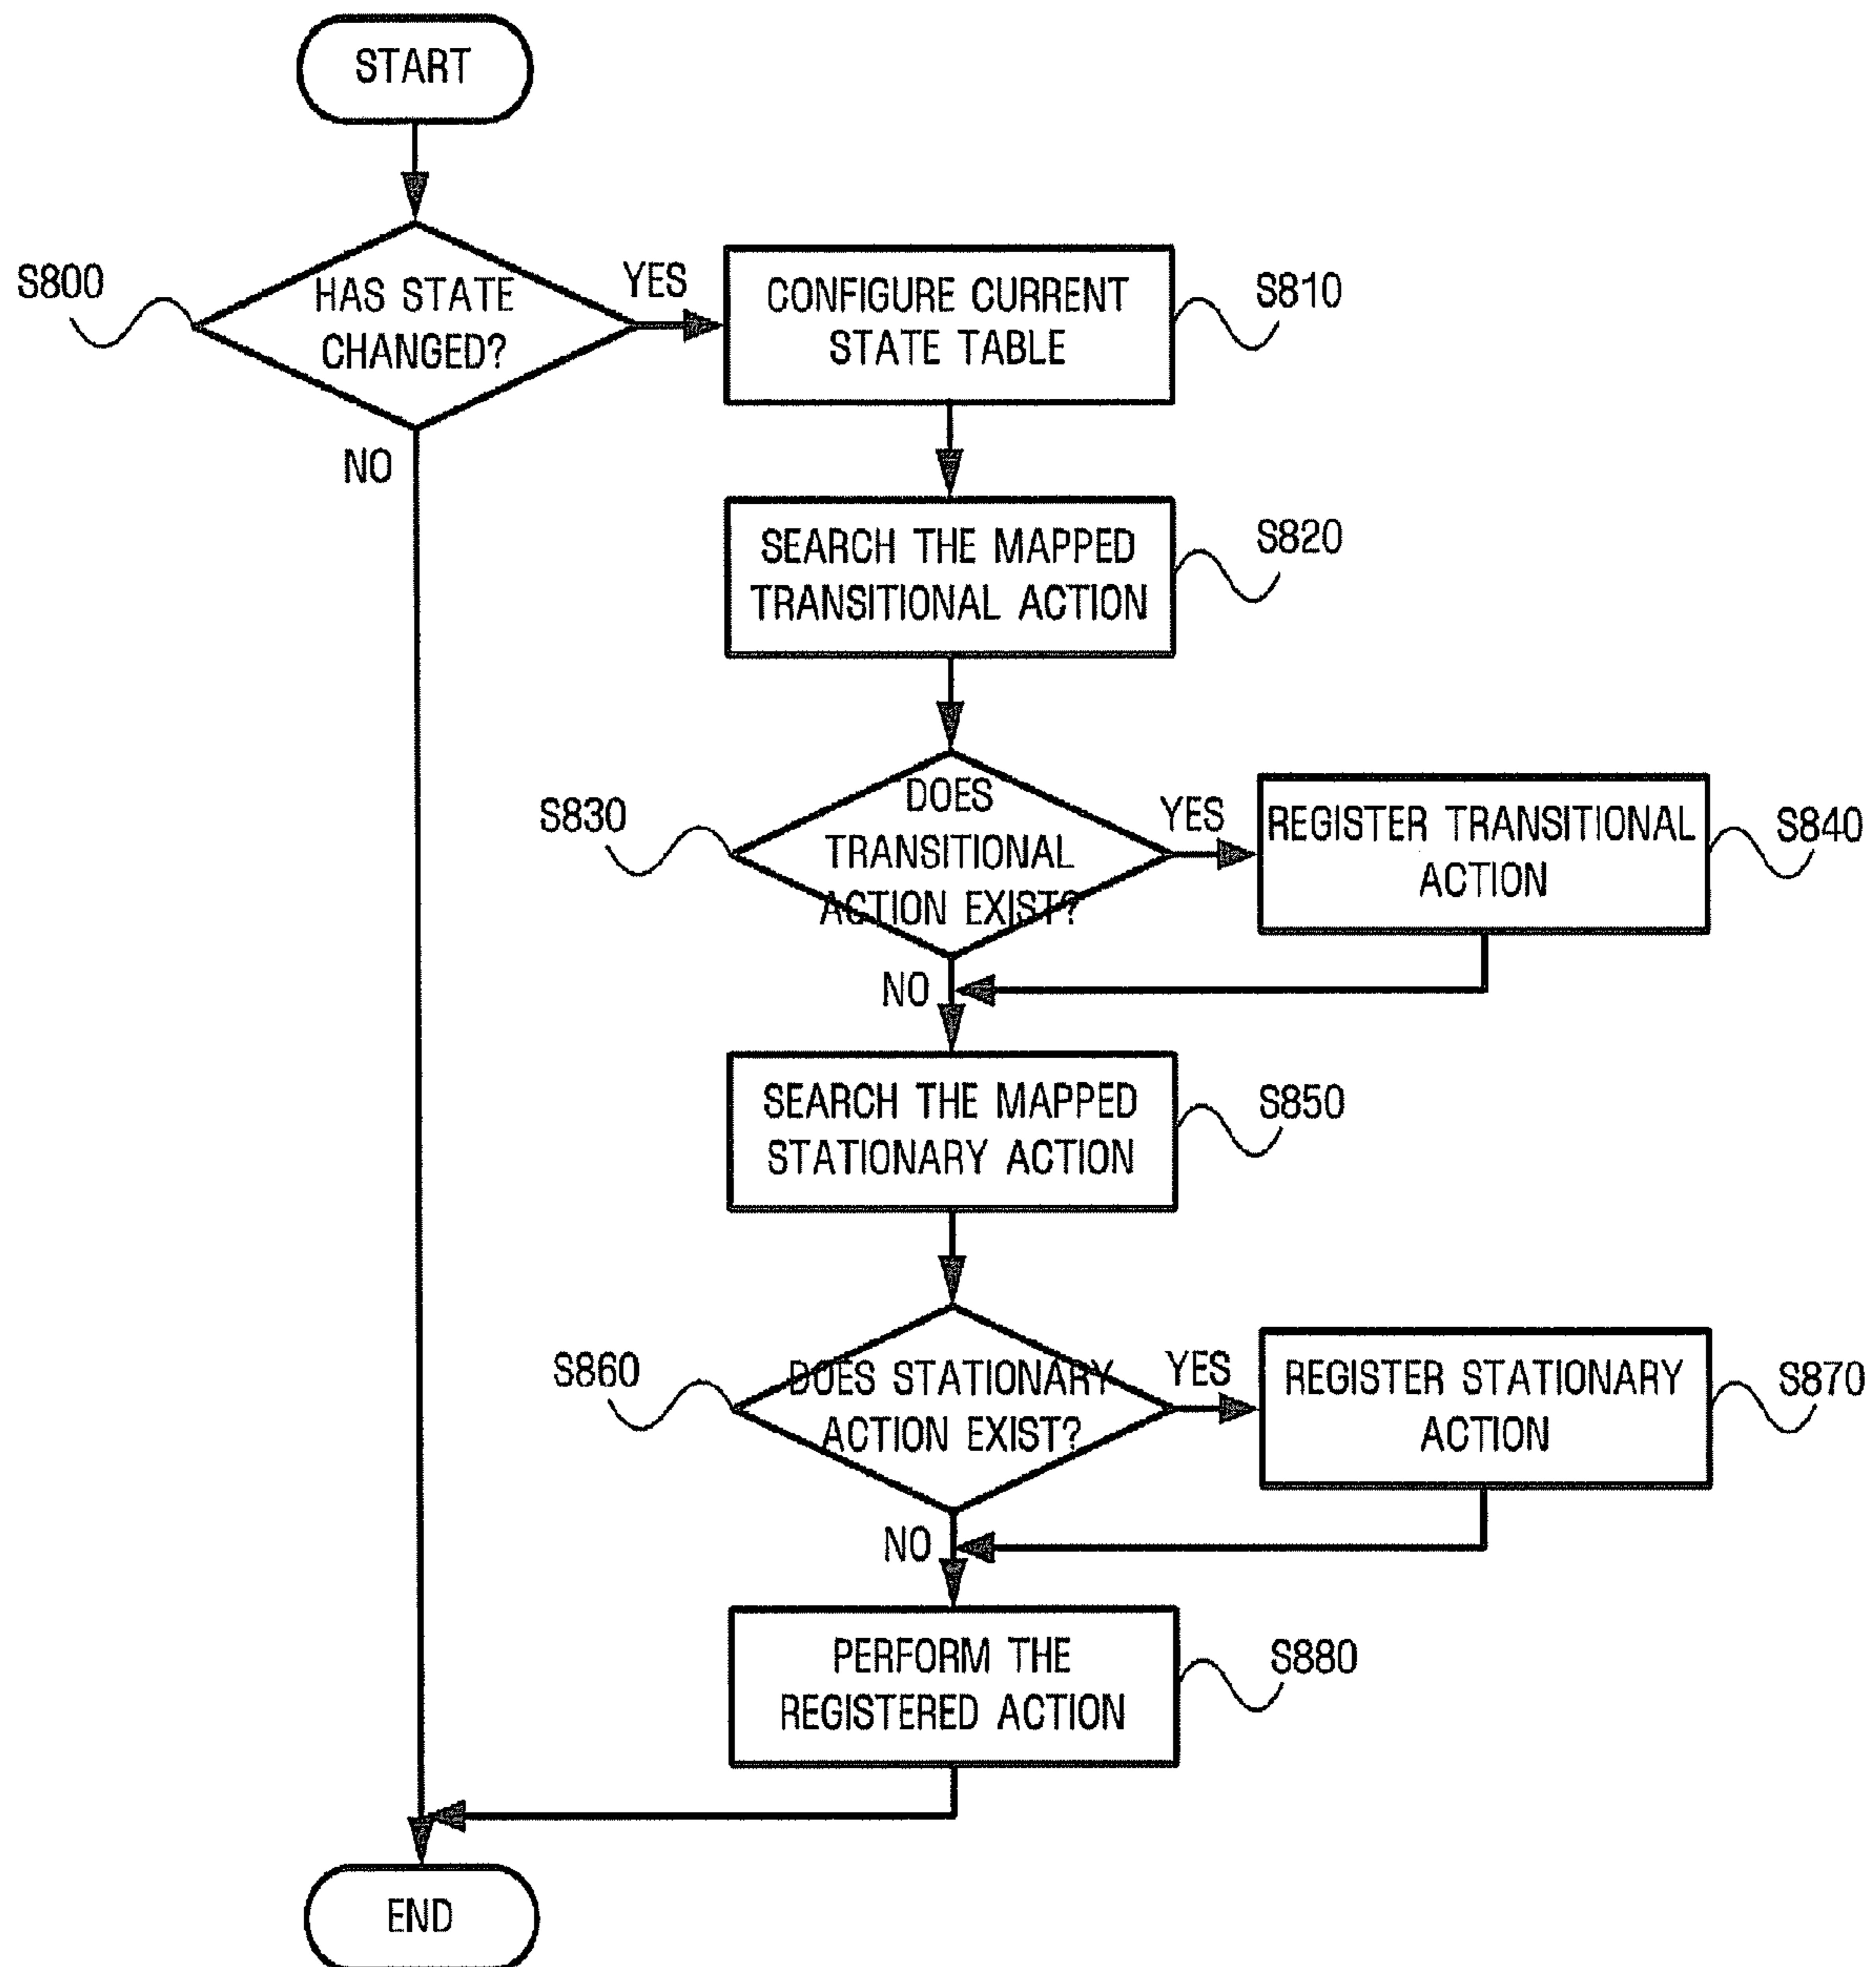 START
S800
HAS STATE
CHANGED?
YES
NO
CONFIGURE CURRENT
STATE TABLE
S810
SEARCH THE MAPPED
TRANSITIONAL ACTION
S820
S830
DOES
TRANSITIONAL
ACTION EXIST?
YES
NO
REGISTER TRANSITIONAL
ACTION
S840
SEARCH THE MAPPED
STATIONARY ACTION
S850
S860
DOES STATIONARY
ACTION EXIST?
YES
NO
REGISTER STATIONARY
ACTION
S870
PERFORM THE
REGISTERED ACTION
S880
END